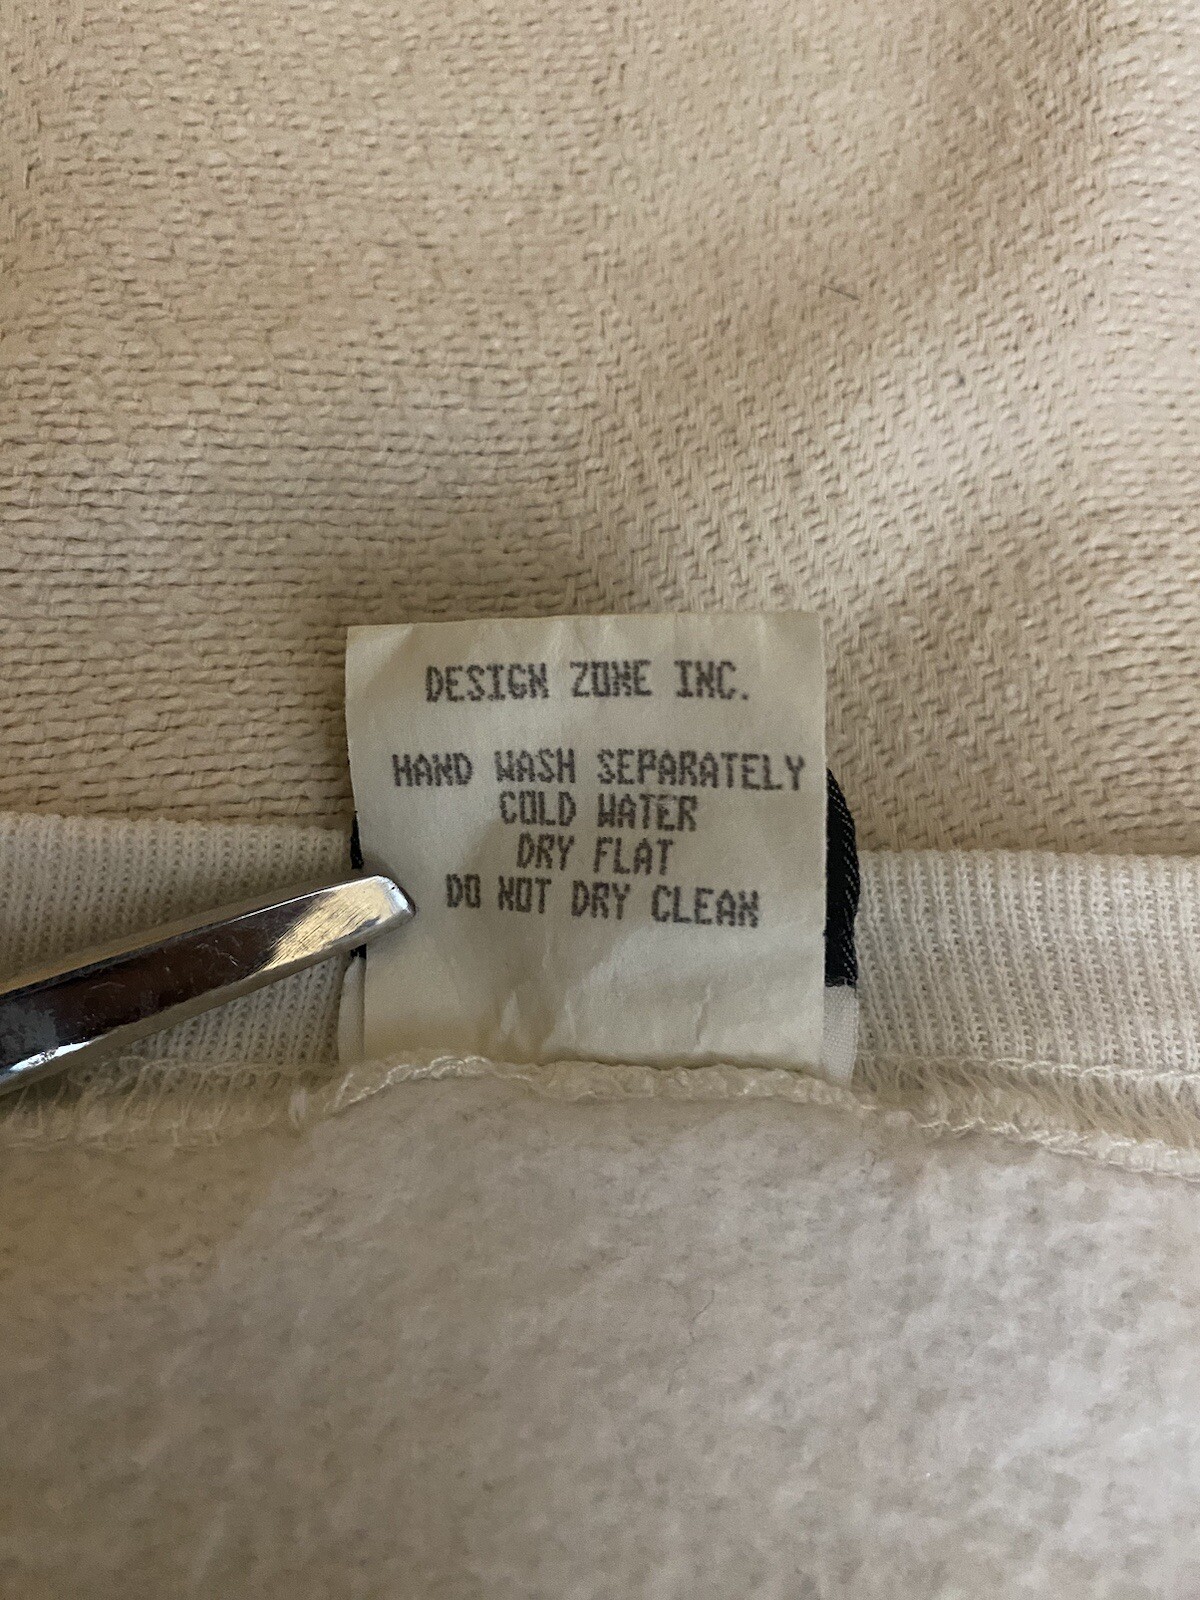 DESIGN ZONE INC.
HAND WASH SEPARATELY
COLD WATER
DRY FLAT
DO NOT DRY CLEAN